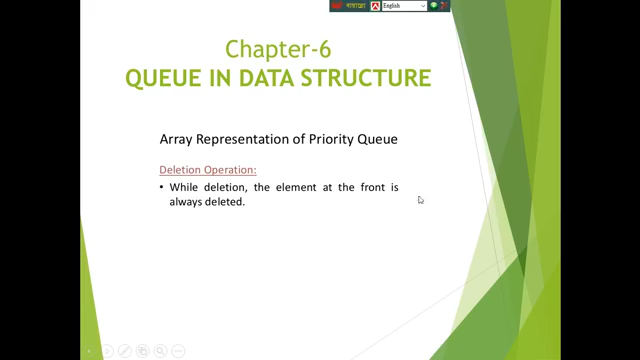 English
Chapter-6
QUEUE IN DATA STRUCTURE
Array Representation of Priority Queue
Deletion Operation:
• While deletion, the element at the front is
always deleted.